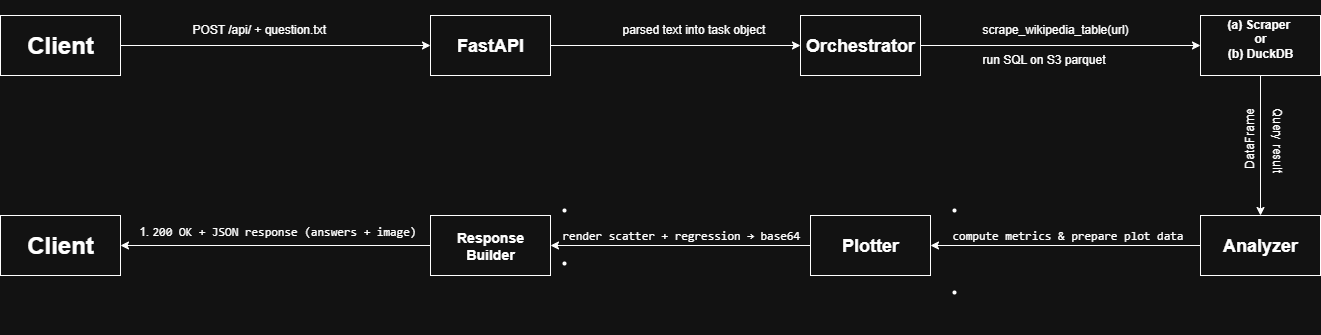 Client
POST /api/ + question.txt
FastAPI
parsed text into task object
Orchestrator
scrape_wikipedia_table(url)
run SQL on S3 parquet
(a) Scraper
or
(b) DuckDB
DataFrame
Query result
Client
1. 200 OK + JSON response (answers + image)
Response
Builder
•
render scatter + regression → base64
•
Plotter
•
compute metrics & prepare plot data
•
Analyzer